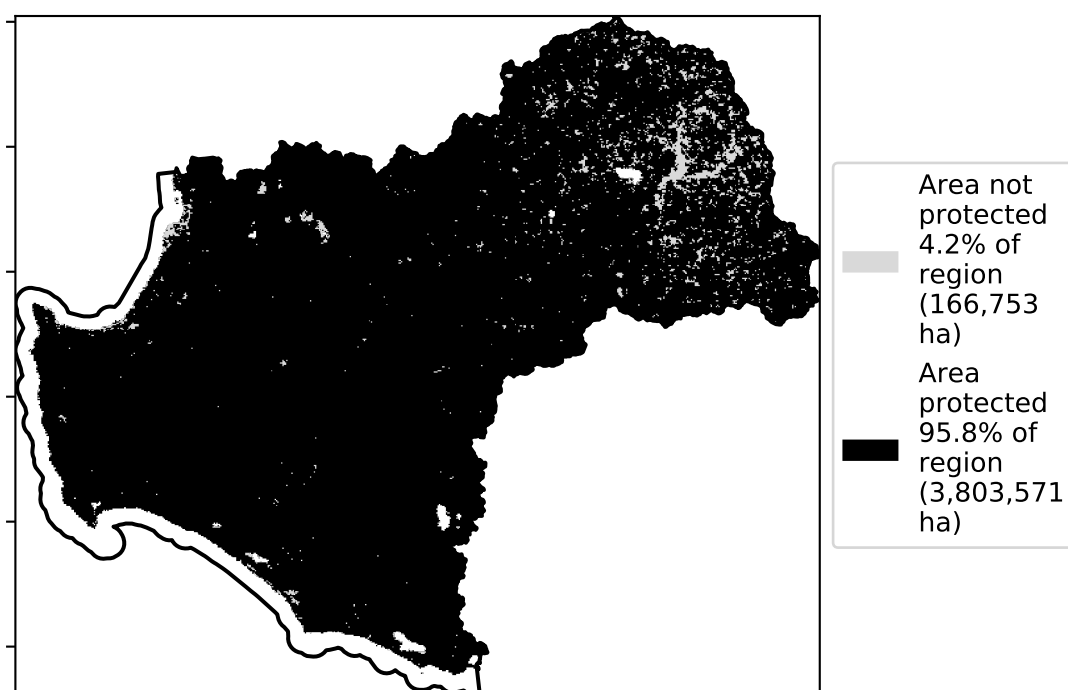 Area not
protected
4.2% of
region
(166,753
ha)
Area
protected
95.8% of
region
(3,803,571
ha)